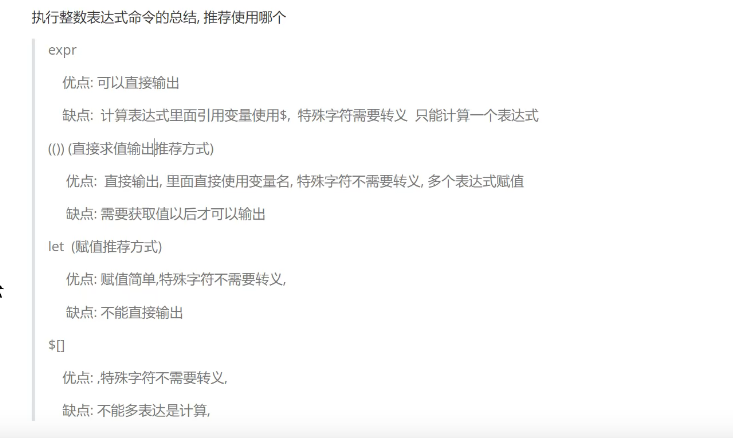 执行整数表达式命令的总结, 推荐使用哪个
expr
优点: 可以直接输出
缺点: 计算表达式里面引用变量使用$, 特殊字符需要转义 只能计算一个表达式
(()) (直接求值输出推荐方式)
优点: 直接输出, 里面直接使用变量名, 特殊字符不需要转义, 多个表达式赋值
缺点: 需要获取值以后才可以输出
let (赋值推荐方式)
优点: 赋值简单,特殊字符不需要转义,
缺点: 不能直接输出
$[]
优点: ,特殊字符不需要转义,
缺点: 不能多表达是计算,